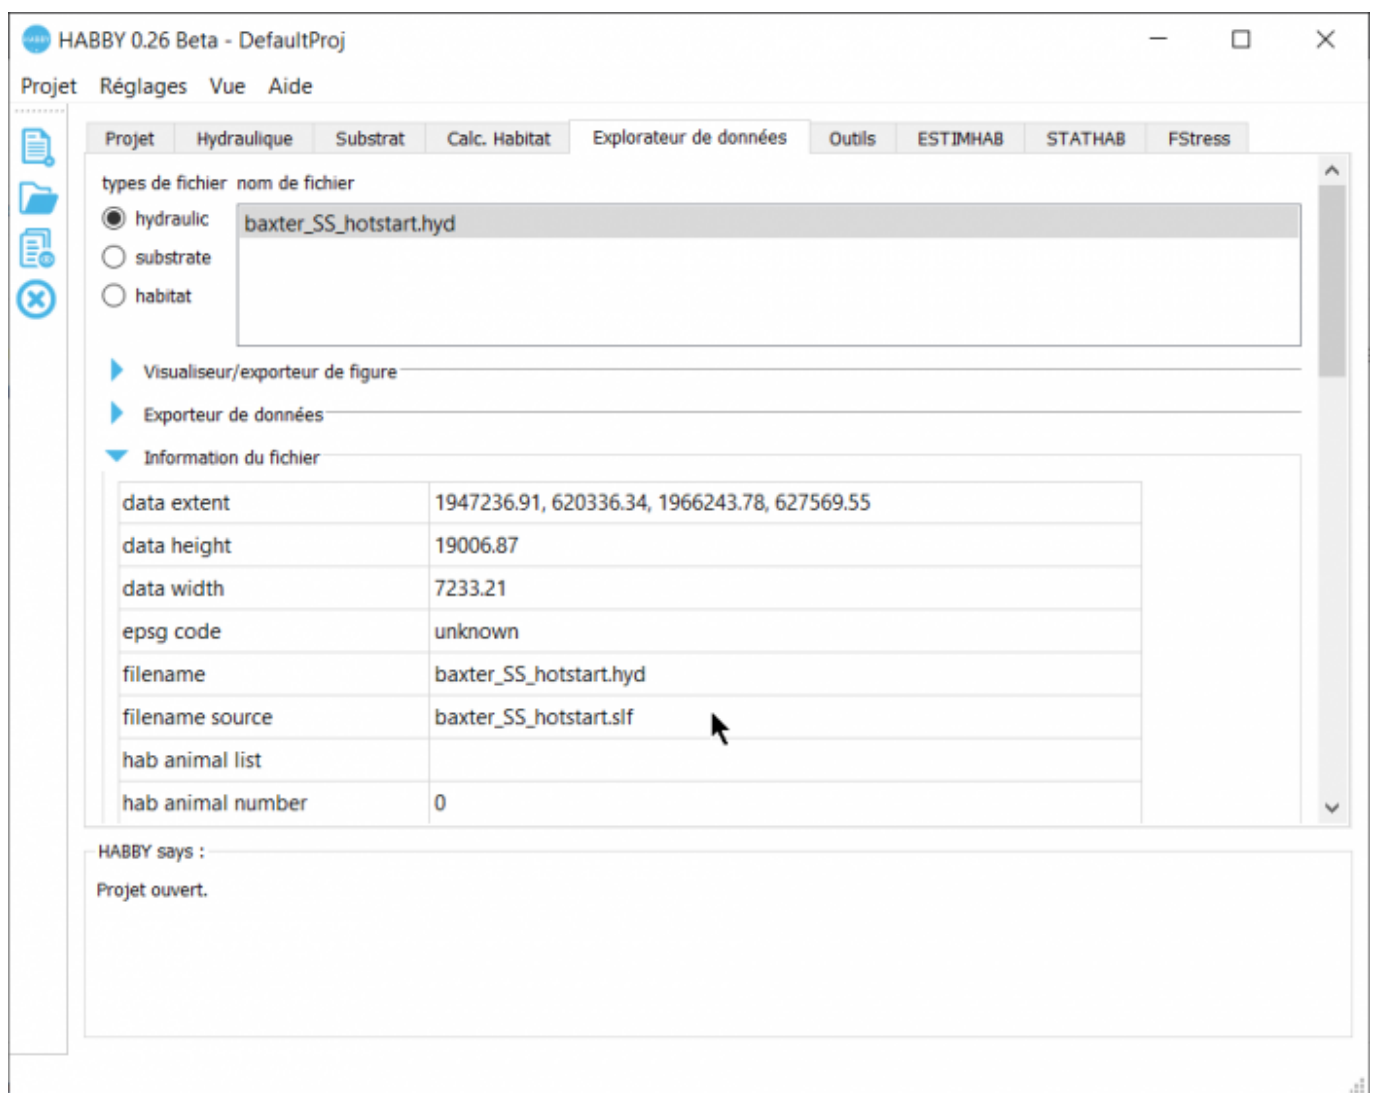 HABBY 0.26 Beta - DefaultProj
Projet Réglages Vue Aide
Projet Hydraulique Substrat Calc. Habitat Explorateur de données Outils ESTIMHAB STATHAB FStress
types de fichier nom de fichier
hydraulic baxter_SS_hotstart.hyd
substrate
habitat
Visualiseur/exporteur de figure
Exporteur de données
Information du fichier
data extent 1947236.91, 620336.34, 1966243.78, 627569.55
data height 19006.87
data width 7233.21
epsg code unknown
filename baxter_SS_hotstart.hyd
filename source baxter_SS_hotstart.slf
hab animal list
hab animal number 0
HABBY says :
Projet ouvert.